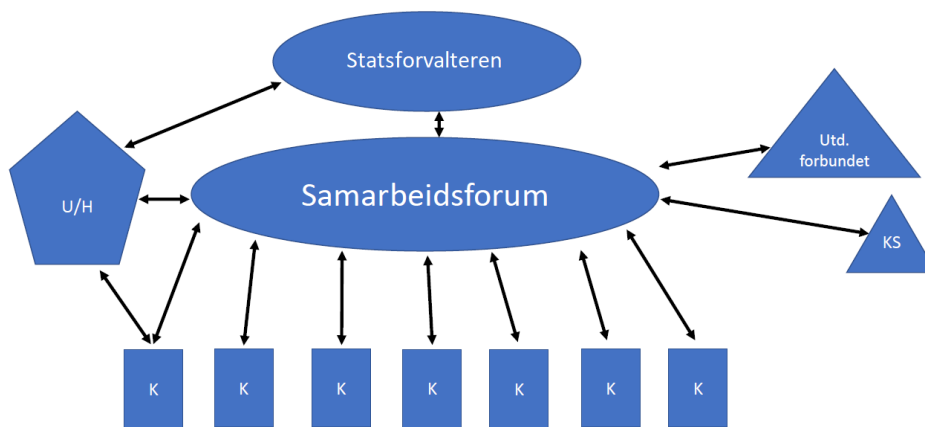 Statsforvalteren
Utd.
forbundet
U/H
Samarbeidsforum
KS
K
K
K
K
K
K
K